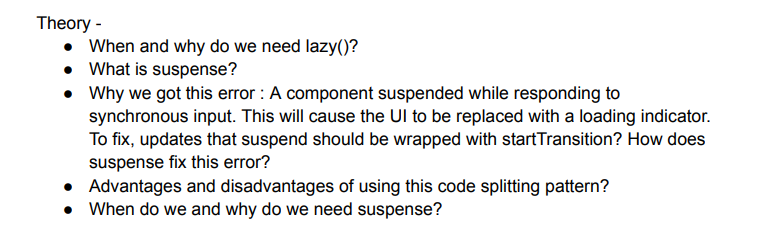 Theory -
● When and why do we need lazy()?
● What is suspense?
● Why we got this error : A component suspended while responding to
synchronous input. This will cause the UI to be replaced with a loading indicator.
To fix, updates that suspend should be wrapped with startTransition? How does
suspense fix this error?
● Advantages and disadvantages of using this code splitting pattern?
● When do we and why do we need suspense?